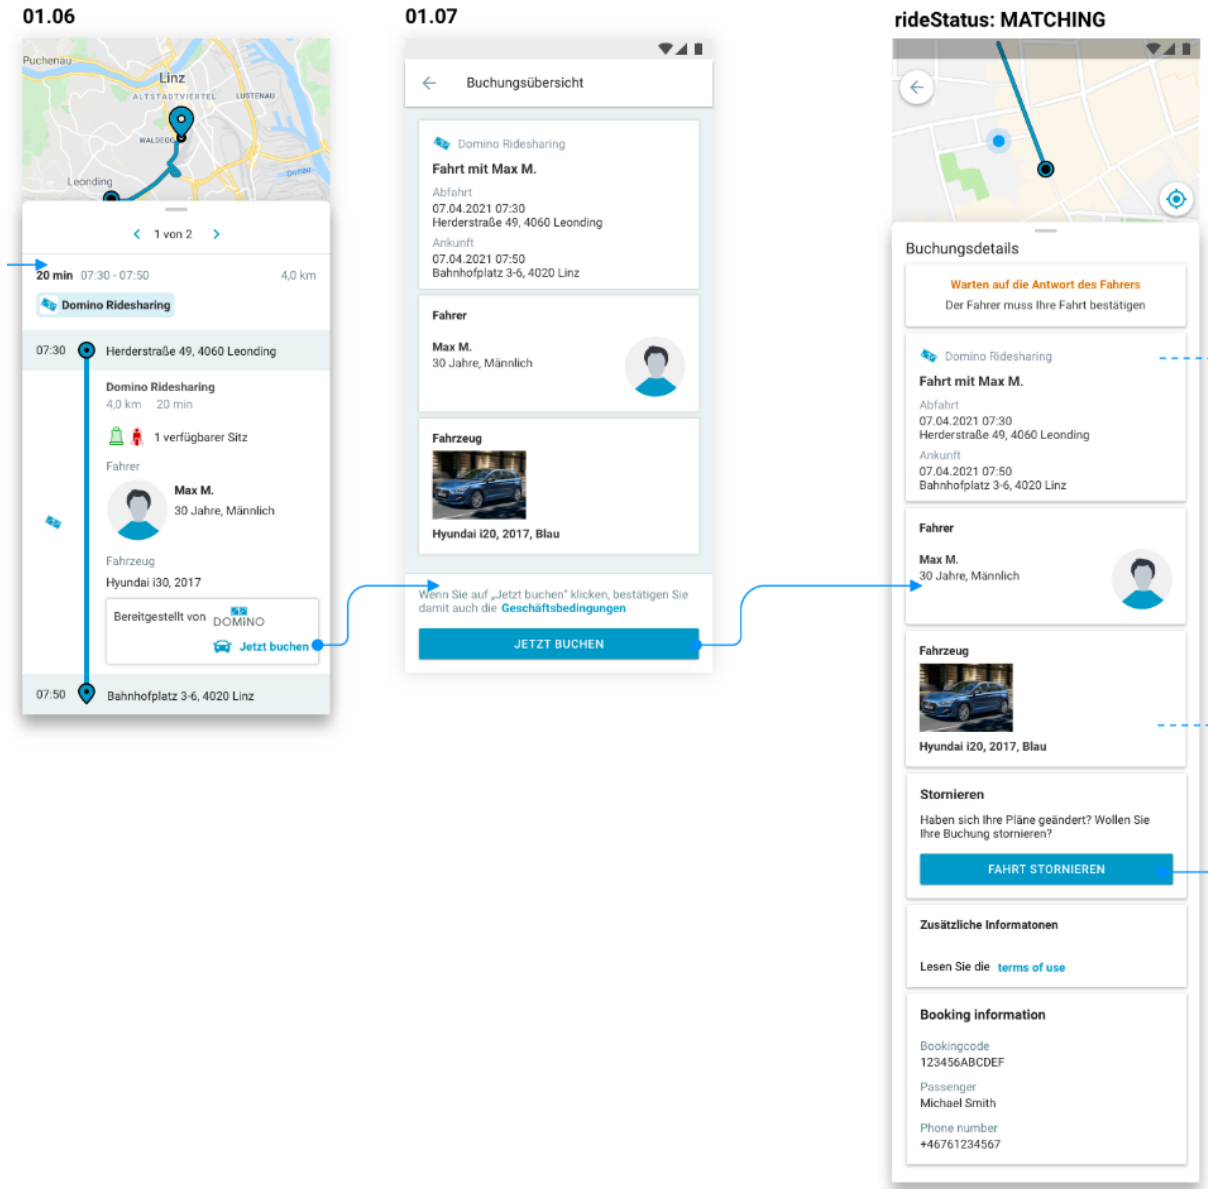 01.06
Puchenau
Linz
ALTSTADTVIERTEL
LUSTENAU
WALDEGG
Donau
Leonding
1 von 2
20 min 07:30 - 07:50 4,0 km
Domino Ridesharing
07:30 Herderstraße 49, 4060 Leonding
Domino Ridesharing
4,0 km 20 min
1 verfügbarer Sitz
Fahrer
Max M.
30 Jahre, Männlich
Fahrzeug
Hyundai i30, 2017
Bereitgestellt von DOMINO
Jetzt buchen
07:50 Bahnhofplatz 3-6, 4020 Linz
01.07
Buchungsübersicht
Domino Ridesharing
Fahrt mit Max M.
Abfahrt
07.04.2021 07:30
Herderstraße 49, 4060 Leonding
Ankunft
07.04.2021 07:50
Bahnhofplatz 3-6, 4020 Linz
Fahrer
Max M.
30 Jahre, Männlich
Fahrzeug
Hyundai i20, 2017, Blau
Wenn Sie auf „Jetzt buchen" klicken, bestätigen Sie
damit auch die Geschäftsbedingungen
JETZT BUCHEN
rideStatus: MATCHING
Buchungsdetails
Warten auf die Antwort des Fahrers
Der Fahrer muss Ihre Fahrt bestätigen
Domino Ridesharing
Fahrt mit Max M.
Abfahrt
07.04.2021 07:30
Herderstraße 49, 4060 Leonding
Ankunft
07.04.2021 07:50
Bahnhofplatz 3-6, 4020 Linz
Fahrer
Max M.
30 Jahre, Männlich
Fahrzeug
Hyundai i20, 2017, Blau
Stornieren
Haben sich Ihre Pläne geändert? Wollen Sie
Ihre Buchung stornieren?
FAHRT STORNIEREN
Zusätzliche Informatonen
Lesen Sie die terms of use
Booking information
Bookingcode
123456ABCDEF
Passenger
Michael Smith
Phone number
+46761234567